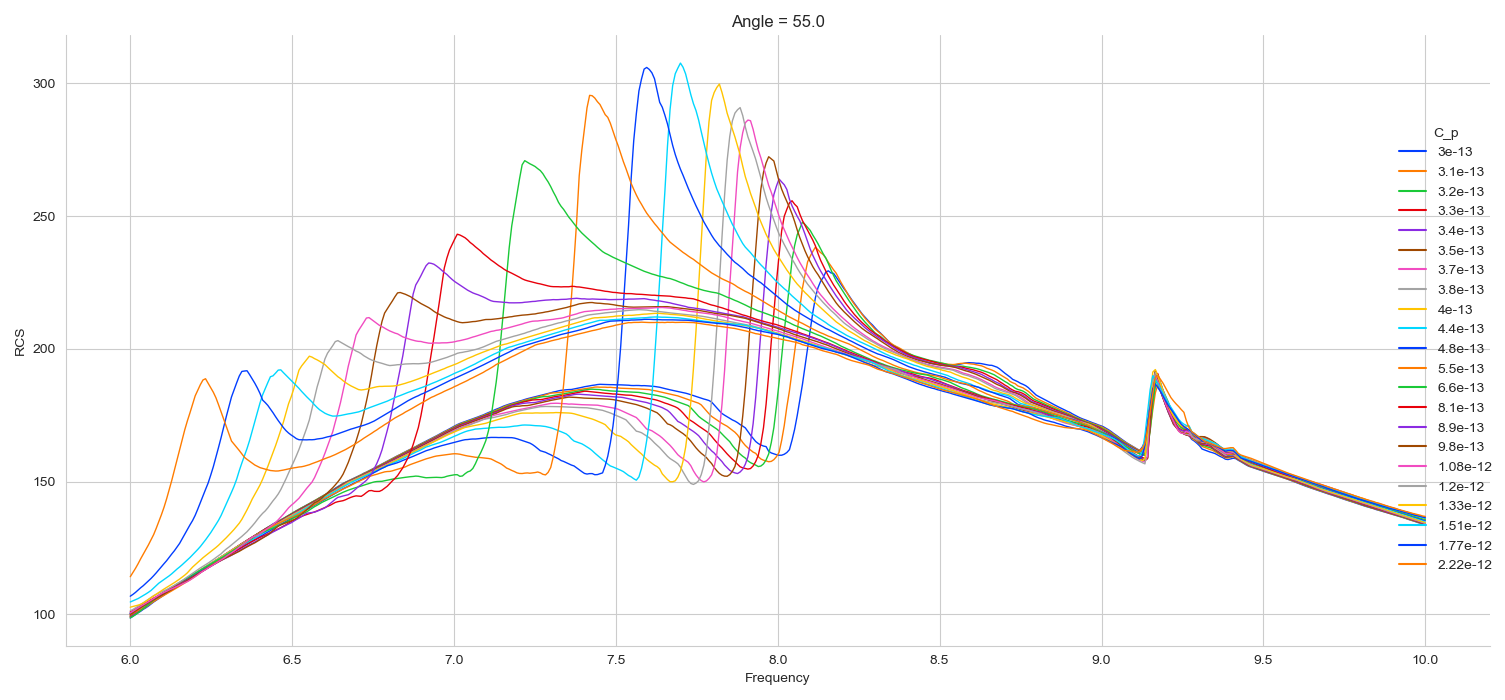 Angle = 55.0
RCS
300
250
200
150
100
6.0
6.5
7.0
7.5
8.0
8.5
9.0
9.5
10.0
Frequency
C_p
3e-13
3.1e-13
3.2e-13
3.3e-13
3.4e-13
3.5e-13
3.7e-13
3.8e-13
4e-13
4.4e-13
4.8e-13
5.5e-13
6.6e-13
8.1e-13
8.9e-13
9.8e-13
1.08e-12
1.2e-12
1.33e-12
1.51e-12
1.77e-12
2.22e-12